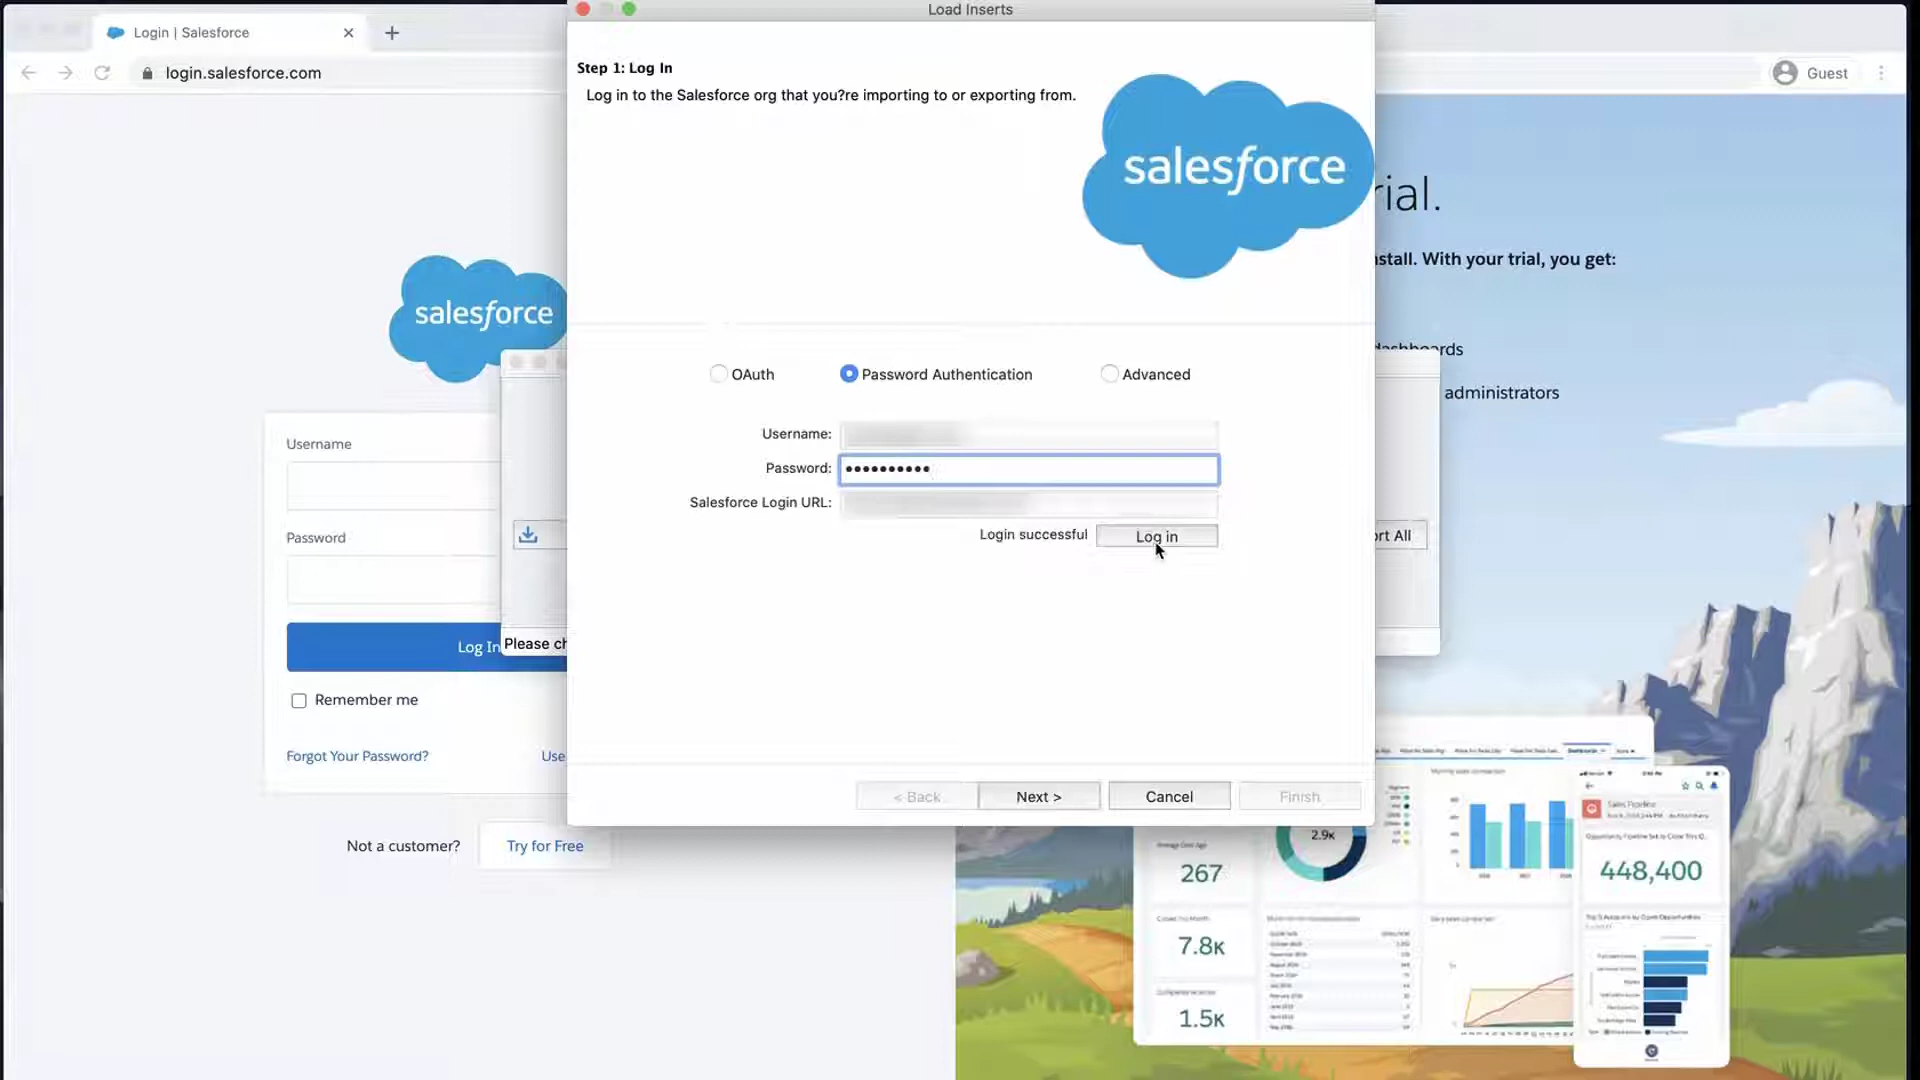 Load Inserts
Login | Salesforce
login.salesforce.com
Guest
Step 1: Log In
Log in to the Salesforce org that you?re importing to or exporting from.
salesforce
rial.
nstall. With your trial, you get:
salesforce
dashboards
OAuth
Password Authentication
Advanced
administrators
Username
Username:
Password:
••••••••••
Salesforce Login URL:
Password
Login successful
Log in
ort All
Log In
Please ch
Remember me
Forgot Your Password?
Use
< Back
Next >
Cancel
Finish
Not a customer?
Try for Free
2.9K
267
448,400
7.8K
1.5K